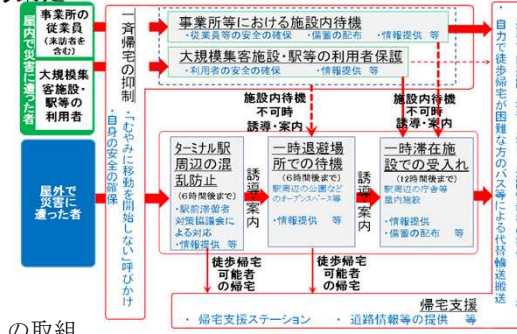 屋内で災害に遭った者
事業所の
従業員
(来訪者を
含む)
大規模集
客施設・
駅等の
利用者
屋外で
災害に
遭った者
一斉帰宅の抑制
・「むやみに移動を開始しない」呼びかけ
・自身の安全の確保
事業所等における施設内待機
・従業員等の安全の確保 ・備蓄の配布 ・情報提供 等
大規模集客施設・駅等の利用者保護
・利用者の安全の確保 ・情報提供 等
施設内待機
不可時
誘導・案内
施設内待機
不可時
誘導・案内
ターミナル駅
周辺の混
乱防止
(6時間後まで)
・駅前滞留者
対策協議会に
よる対応
・情報提供 等
誘導案内
一時退避場
所での待機
(6時間後まで)
駅周辺の公園など
のオープンスペース等
・情報提供 等
誘導案内
一時滞在施
設での受入れ
(12時間後まで)
駅周辺の庁舎等
屋内施設
・情報提供
・備蓄の配布 等
徒歩帰宅
可能者
の帰宅
徒歩帰宅
可能者
の帰宅
帰宅支援
・帰宅支援ステーション ・道路情報等の提供 等
・自力で徒歩帰宅が困難な方のバス等による代替輸送搬送
の取組